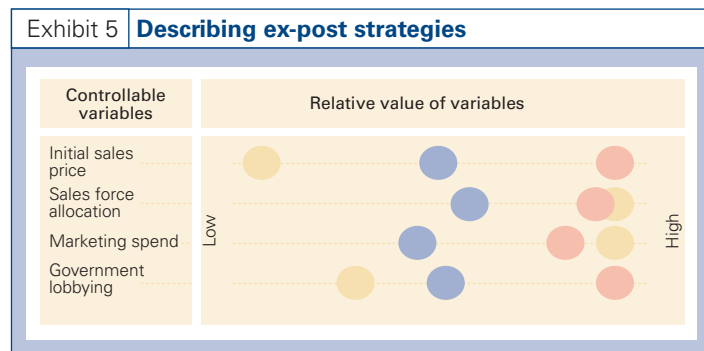 Exhibit 5 Describing ex-post strategies
Controllable
variables
Relative value of variables
Initial sales
price
Sales force
allocation
Marketing spend
Government
lobbying
Low
High